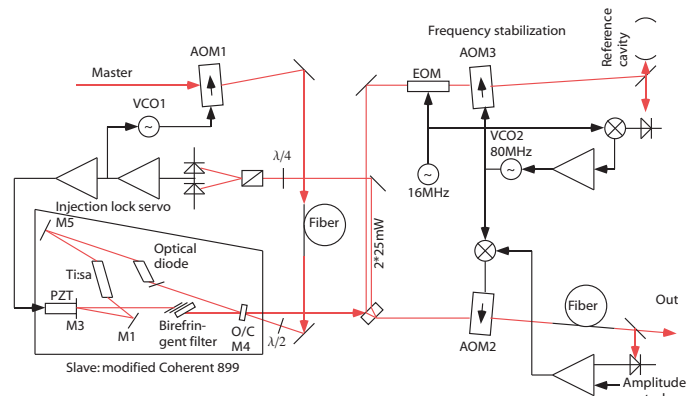 Frequency stabilization
Reference
cavity
AOM1
AOM3
Master
EOM
VCO1
~
VCO2
80MHz
~
λ/4
16MHz
~
Injection lock servo
M5
Optical
diode
Fiber
2*25mW
Ti:sa
PZT
M3
M1
Birefrin-
gent filter
O/C
M4
λ/2
Fiber
Out
AOM2
Slave: modified Coherent 899
Amplitude